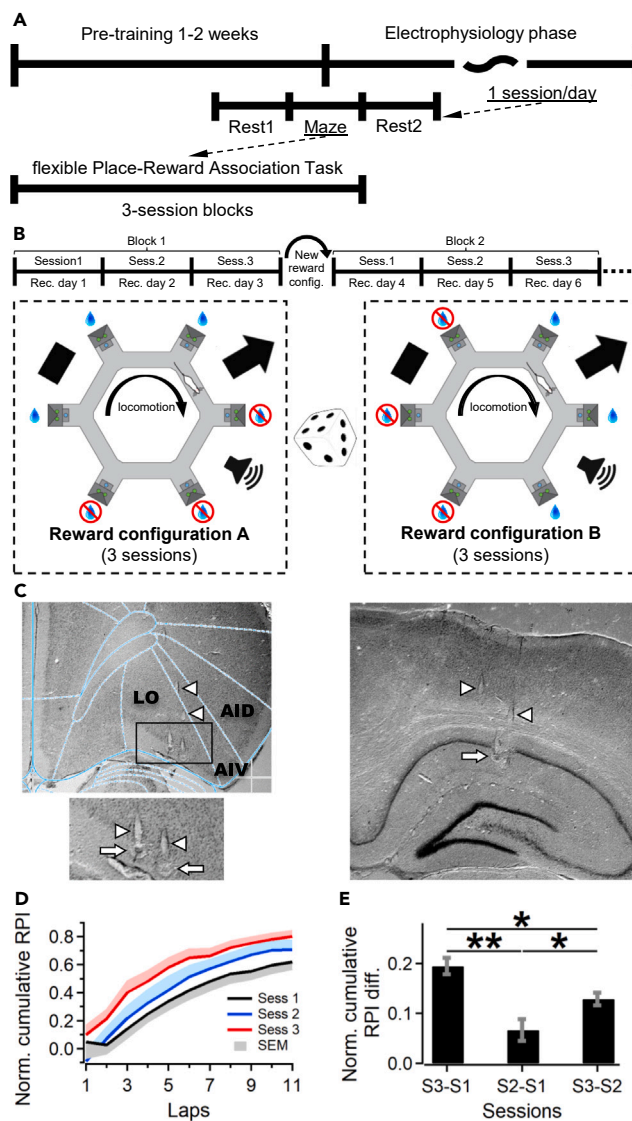 A
Pre-training 1-2 weeks
Electrophysiology phase
1 session/day
Rest1
Maze
Rest2
flexible Place-Reward Association Task
3-session blocks
B
Block 1
New reward config.
Block 2
Session1
Sess.2
Sess.3
Sess.1
Sess.2
Sess.3
Rec. day 1
Rec. day 2
Rec. day 3
Rec. day 4
Rec. day 5
Rec. day 6
locomotion
Reward configuration A
(3 sessions)
locomotion
Reward configuration B
(3 sessions)
C
LO
AID
AIV
D
Norm. cumulative RPI
0.8
0.6
0.4
0.2
0.0
Sess 1
Sess 2
Sess 3
SEM
1 3 5 7 9 11
Laps
E
Norm. cumulative
RPI diff.
0.2
0.1
0.0
*
** *
S3-S1 S2-S1 S3-S2
Sessions